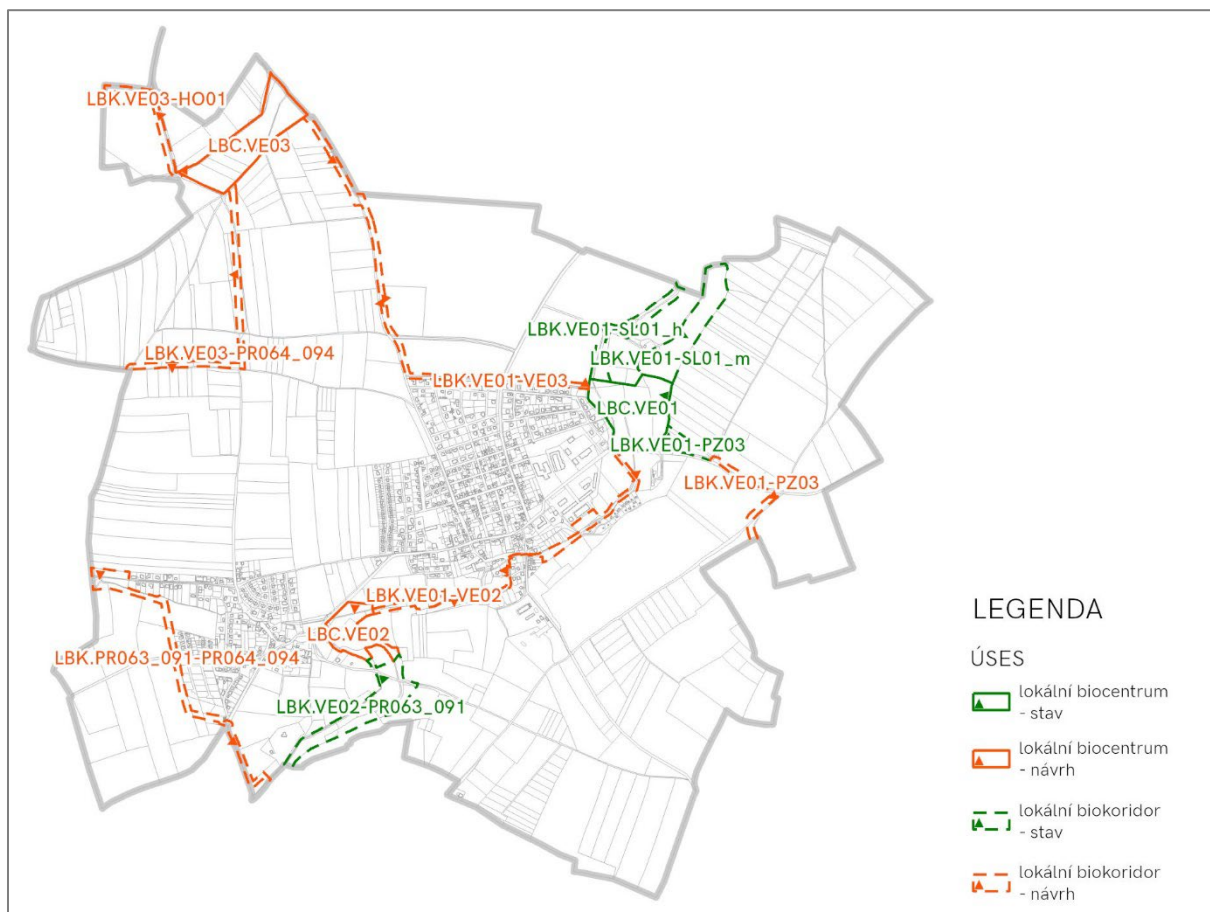 LBK.VE03-HO01
LBC.VE03
LBK.VE01-SL01_h
LBK.VE03-PR064_094
LBK.VE01-SL01_m
LBK.VE01-VE03
LBC.VE01
LBK.VE01-PZ03
LBK.VE01-PZ03
LBK.VE01-VE02
LBC.VE02
LBK.PR063_091-PR064_094
LBK.VE02-PR063_091
LEGENDA
ÚSES
lokální biocentrum
- stav
lokální biocentrum
- návrh
lokální biokoridor
- stav
lokální biokoridor
- návrh